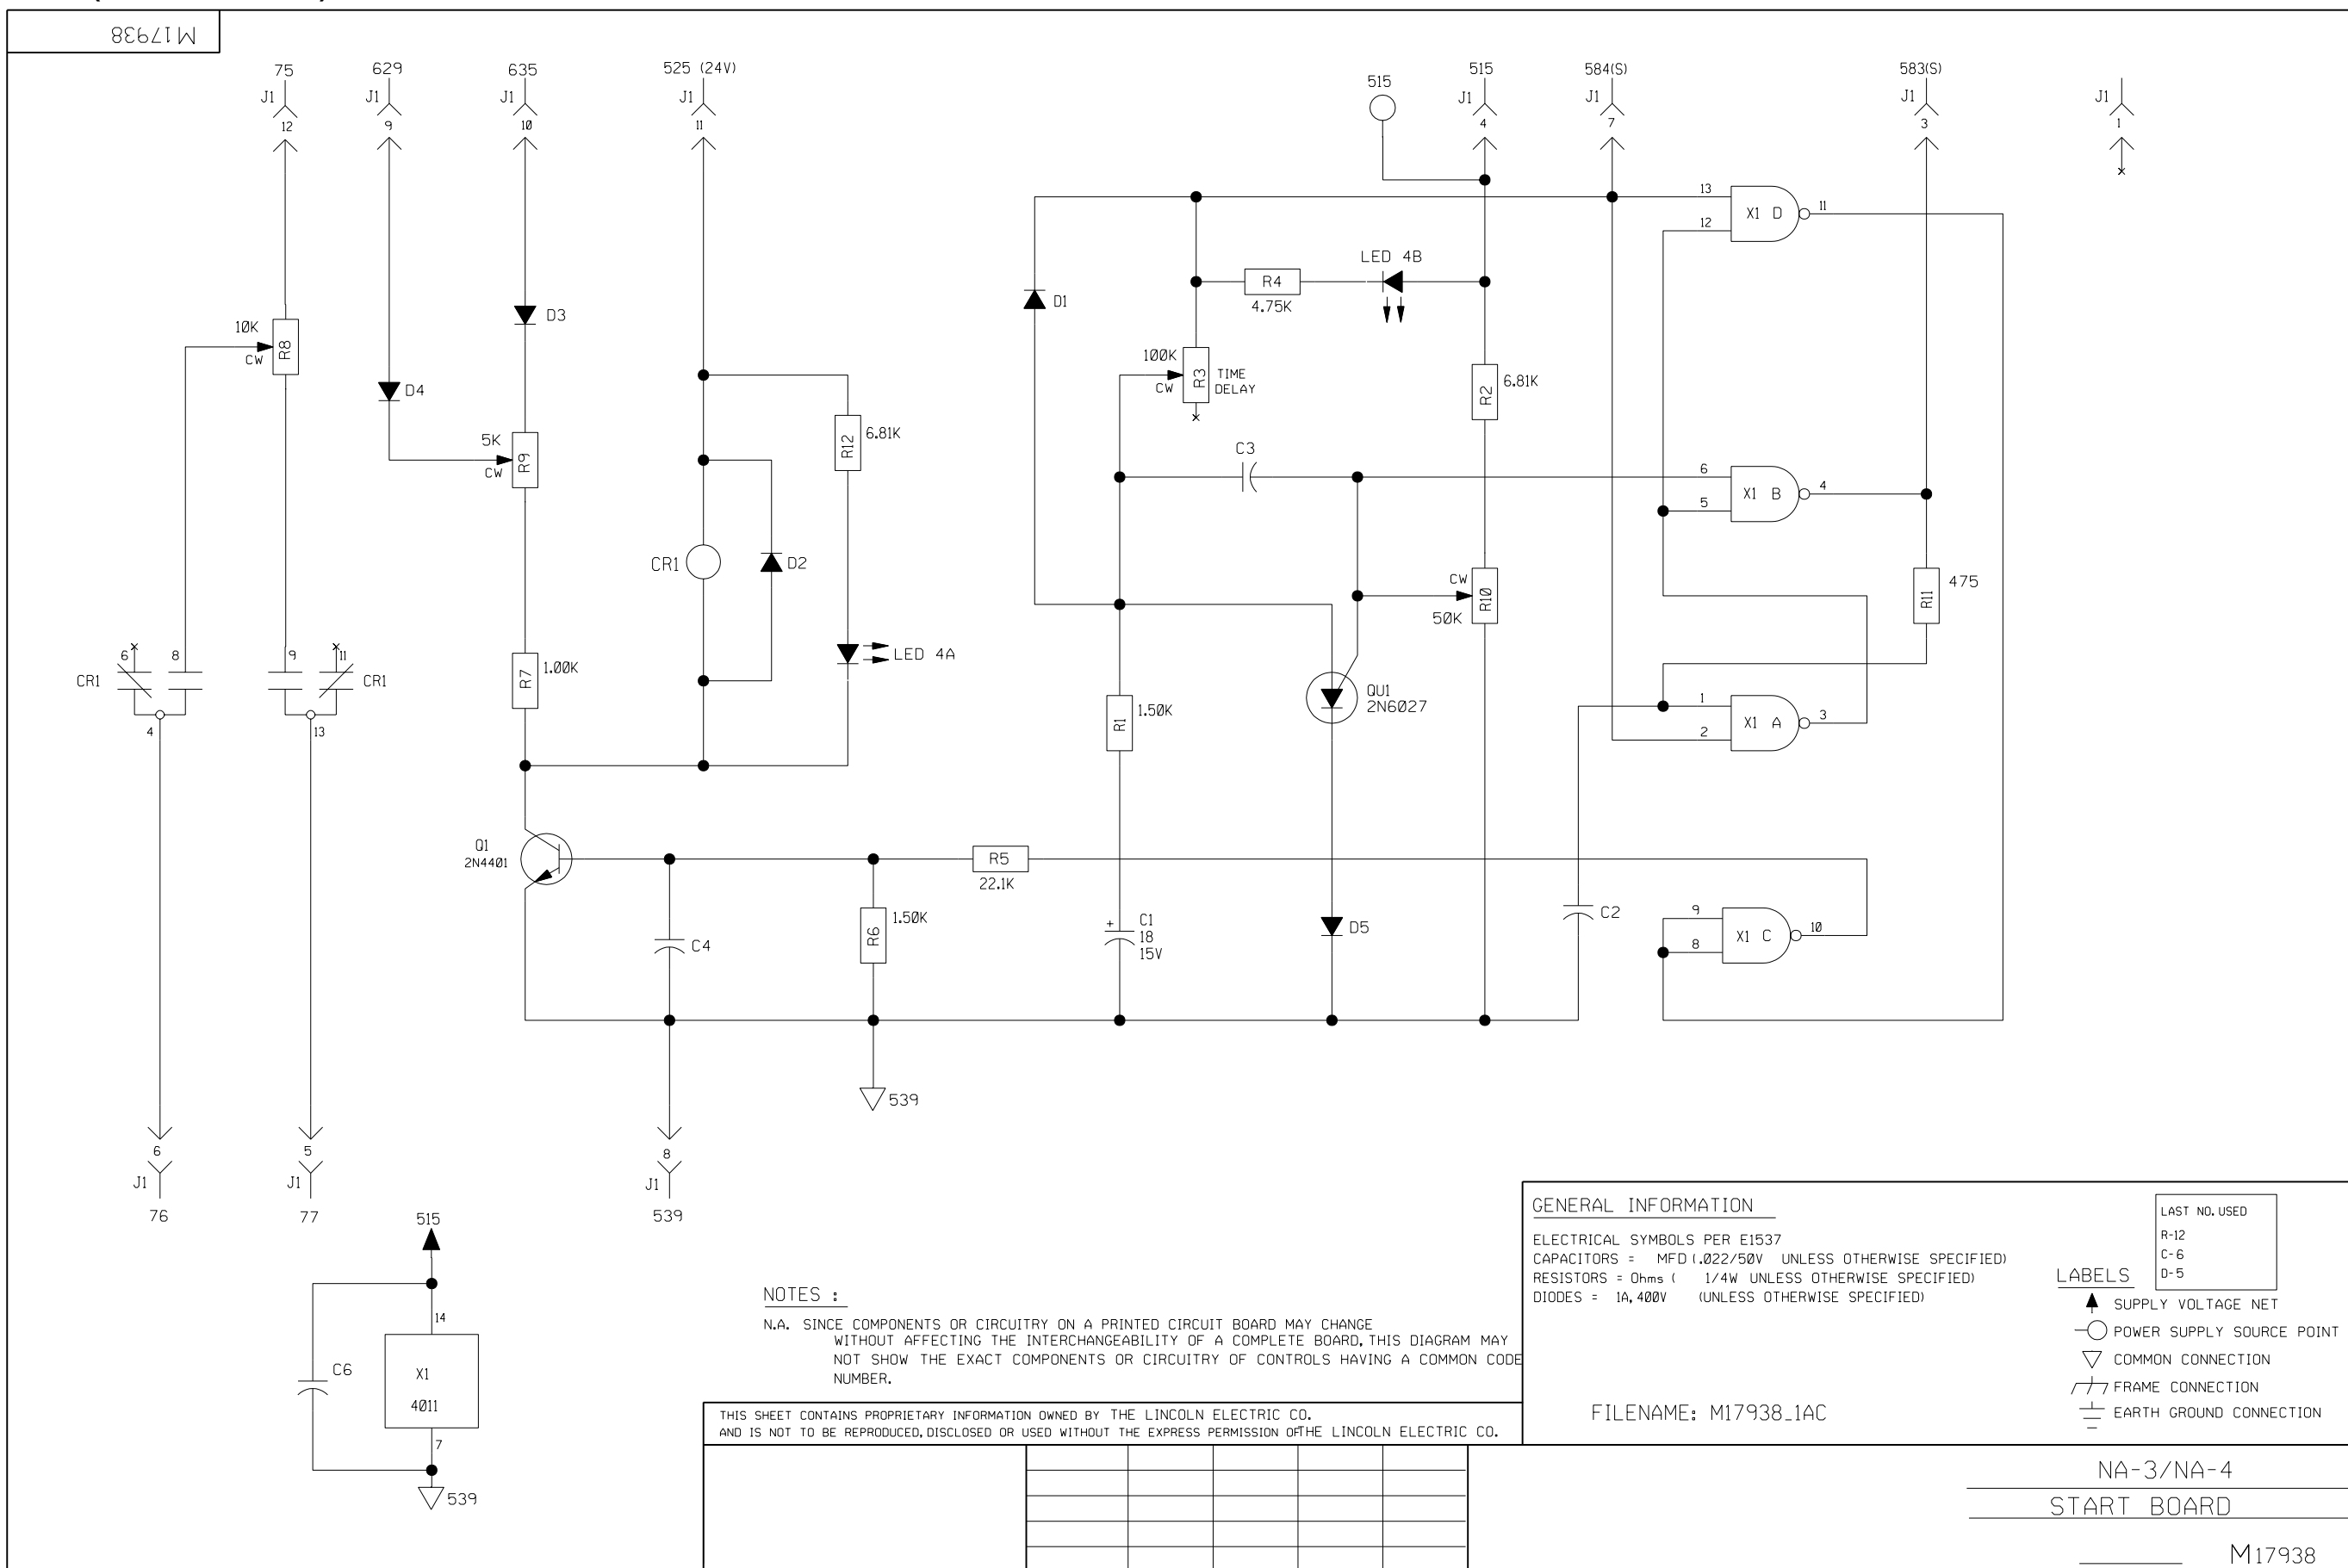 M17938
75
629
635
525 (24V)
515
515
584(S)
583(S)
J1
J1
J1
J1
J1
J1
J1
J1
12
9
10
11
4
7
3
1
13
X1 D
11
12
LED 4B
R4
4.75K
D1
D3
10K
CW
R8
100K
CW
R3
TIME
DELAY
R2
6.81K
D4
5K
CW
R9
R12
6.81K
C3
6
X1 B
4
5
CR1
D2
CW
R10
50K
R11
475
6
8
9
11
CR1
CR1
R7
1.00K
LED 4A
QU1
2N6027
R1
1.50K
1
X1 A
3
2
4
13
Q1
2N4401
R5
22.1K
C4
R6
1.50K
+
C1
18
15V
D5
C2
9
X1 C
10
8
539
6
5
8
J1
J1
J1
76
77
539
515
14
C6
X1
4011
7
539
NOTES :
N.A. SINCE COMPONENTS OR CIRCUITRY ON A PRINTED CIRCUIT BOARD MAY CHANGE
WITHOUT AFFECTING THE INTERCHANGEABILITY OF A COMPLETE BOARD, THIS DIAGRAM MAY
NOT SHOW THE EXACT COMPONENTS OR CIRCUITRY OF CONTROLS HAVING A COMMON CODE
NUMBER.
GENERAL INFORMATION
ELECTRICAL SYMBOLS PER E1537
CAPACITORS = MFD (.022/50V UNLESS OTHERWISE SPECIFIED)
RESISTORS = Ohms ( 1/4W UNLESS OTHERWISE SPECIFIED)
DIODES = 1A, 400V (UNLESS OTHERWISE SPECIFIED)
FILENAME: M17938_1AC
LAST NO. USED
R-12
C-6
D-5
LABELS
SUPPLY VOLTAGE NET
POWER SUPPLY SOURCE POINT
COMMON CONNECTION
FRAME CONNECTION
EARTH GROUND CONNECTION
THIS SHEET CONTAINS PROPRIETARY INFORMATION OWNED BY THE LINCOLN ELECTRIC CO.
AND IS NOT TO BE REPRODUCED, DISCLOSED OR USED WITHOUT THE EXPRESS PERMISSION OF THE LINCOLN ELECTRIC CO.
NA-3/NA-4
START BOARD
M17938